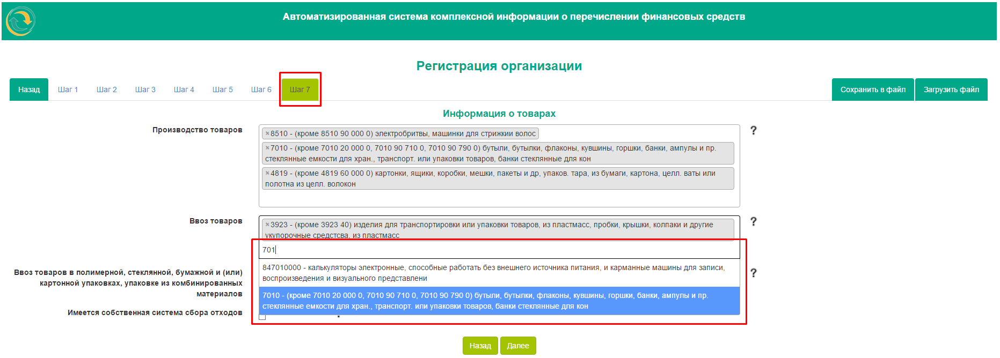 Автоматизированная система комплексной информации о перечислении финансовых средств
Регистрация организации
Назад Шаг 1 Шаг 2 Шаг 3 Шаг 4 Шаг 5 Шаг 6 Шаг 7 Сохранить в файл Загрузить файл
Информация о товарах
Производство товаров
×8510 - (кроме 8510 90 000 0) электробритвы, машинки для стрижкии волос
?
×7010 - (кроме 7010 20 000 0, 7010 90 710 0, 7010 90 790 0) бутыли, бутылки, флаконы, кувшины, горшки, банки, ампулы и пр.
стеклянные емкости для хран., транспорт. или упаковки товаров, банки стеклянные для кон
×4819 - (кроме 4819 60 000 0) картонки, ящики, коробки, мешки, пакеты и др, упаков. тара, из бумаги, картона, целл. ваты или
полотна из целл. волокон
Ввоз товаров
×3923 - (кроме 3923 40) изделия для транспортировки или упаковки товаров, из пластмасс, пробки, крышки, колпаки и другие
укупорочные средстсва, из пластмасс
?
701
847010000 - калькуляторы электронные, способные работать без внешнего источника питания, и карманные машины для записи,
воспроизведения и визуального представлени
7010 - (кроме 7010 20 000 0, 7010 90 710 0, 7010 90 790 0) бутыли, бутылки, флаконы, кувшины, горшки, банки, ампулы и пр.
стеклянные емкости для хран., транспорт. или упаковки товаров, банки стеклянные для кон
Ввоз товаров в полимерной, стеклянной, бумажной и (или)
картонной упаковках, упаковке из комбинированных
материалов
?
Имеется собственная система сбора отходов
Назад Далее